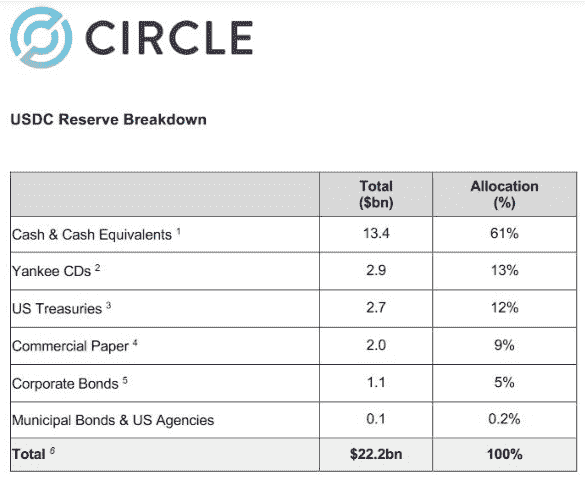 CIRCLE
USDC Reserve Breakdown
Total ($bn) Allocation (%)
Cash & Cash Equivalents 1 13.4 61%
Yankee CDs 2 2.9 13%
US Treasuries 3 2.7 12%
Commercial Paper 4 2.0 9%
Corporate Bonds 5 1.1 5%
Municipal Bonds & US Agencies 0.1 0.2%
Total 6 $22.2bn 100%